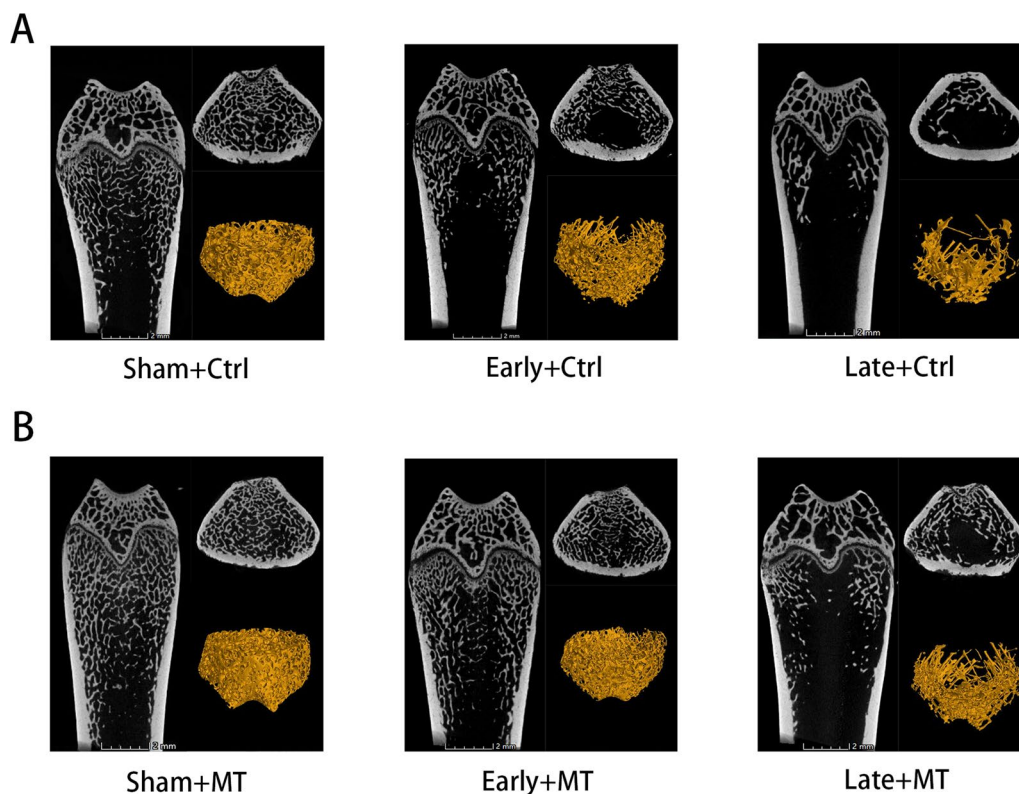 A
2 mm
2 mm
2 mm
Sham+Ctrl
Early+Ctrl
Late+Ctrl
B
2 mm
2 mm
2 mm
Sham+MT
Early+MT
Late+MT